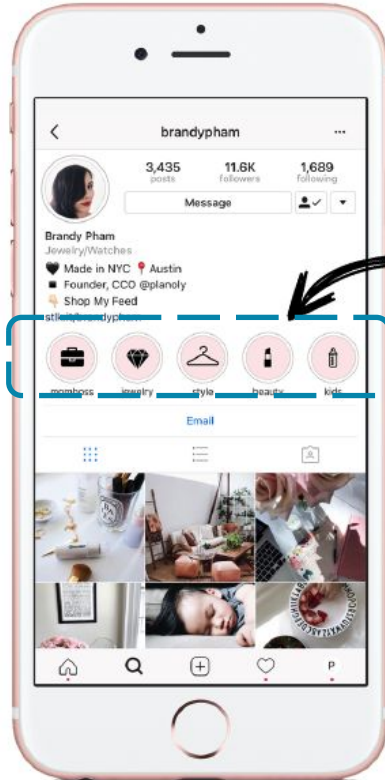 brandypham
3,435 11.6K 1,689
posts followers following
Message
Brandy Pham
Jewelry/Watches
🖤 Made in NYC 📍 Austin
Founder, CCO @planoly
👇🏻 Shop My Feed
momboss jewelry style beauty kids
Email
P